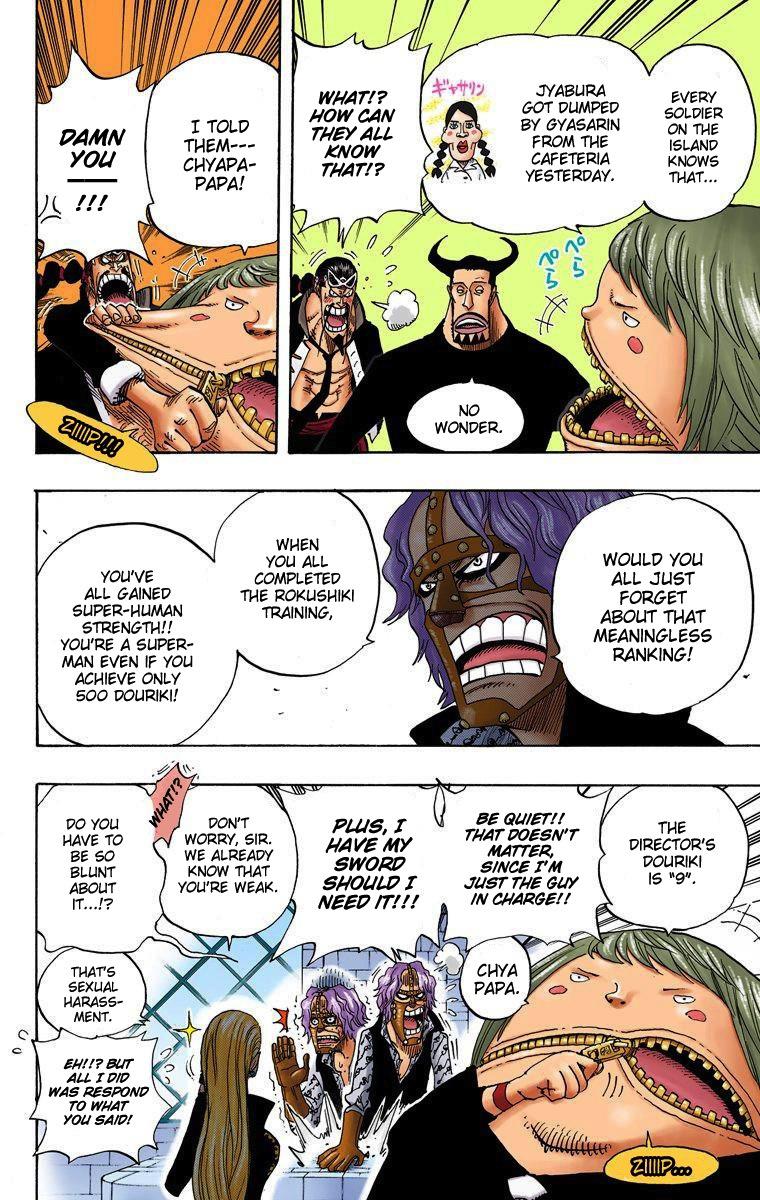 EVERY
SOLDIER
ON THE
ISLAND
KNOWS
THAT...
JYABURA
GOT DUMPED
BY GYASARIN
FROM THE
CAFETERIA
YESTERDAY.
ギャサリン
WHAT!?
HOW CAN
THEY ALL
KNOW
THAT!?
ペラ
ペラ
NO
WONDER.
I TOLD
THEM---
CHYAPA-
PAPA!
DAMN
YOU
!!!
ZIIIIP!!!
WOULD YOU
ALL JUST
FORGET
ABOUT THAT
MEANINGLESS
RANKING!
WHEN
YOU ALL
COMPLETED
THE ROKUSHIKI
TRAINING,
YOU'VE
ALL GAINED
SUPER-HUMAN
STRENGTH!!
YOU'RE A SUPER-
MAN EVEN IF YOU
ACHIEVE ONLY
500 DOURIKI!
THE
DIRECTOR'S
DOURIKI
IS "9".
CHYA
PAPA.
ZIIIIP...
BE QUIET!!
THAT DOESN'T
MATTER,
SINCE I'M
JUST THE GUY
IN CHARGE!!
PLUS, I
HAVE MY
SWORD
SHOULD I
NEED IT!!!
DON'T
WORRY, SIR.
WE ALREADY
KNOW THAT
YOU'RE WEAK.
WHAT!?
DO YOU
HAVE TO
BE SO
BLUNT
ABOUT
IT...!?
THAT'S
SEXUAL
HARASS-
MENT.
EH!!? BUT
ALL I DID
WAS RESPOND
TO WHAT
YOU SAID!